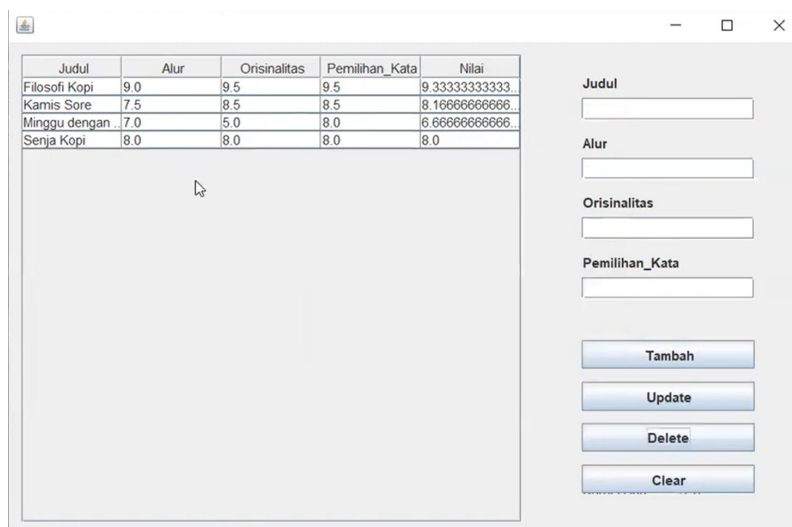 Judul Alur Orisinalitas Pemilihan_Kata Nilai
Filosofi Kopi 9.0 9.5 9.5 9.33333333333...
Kamis Sore 7.5 8.5 8.5 8.16666666666...
Minggu dengan ... 7.0 5.0 8.0 6.66666666666...
Senja Kopi 8.0 8.0 8.0 8.0
Judul
Alur
Orisinalitas
Pemilihan_Kata
Tambah
Update
Delete
Clear